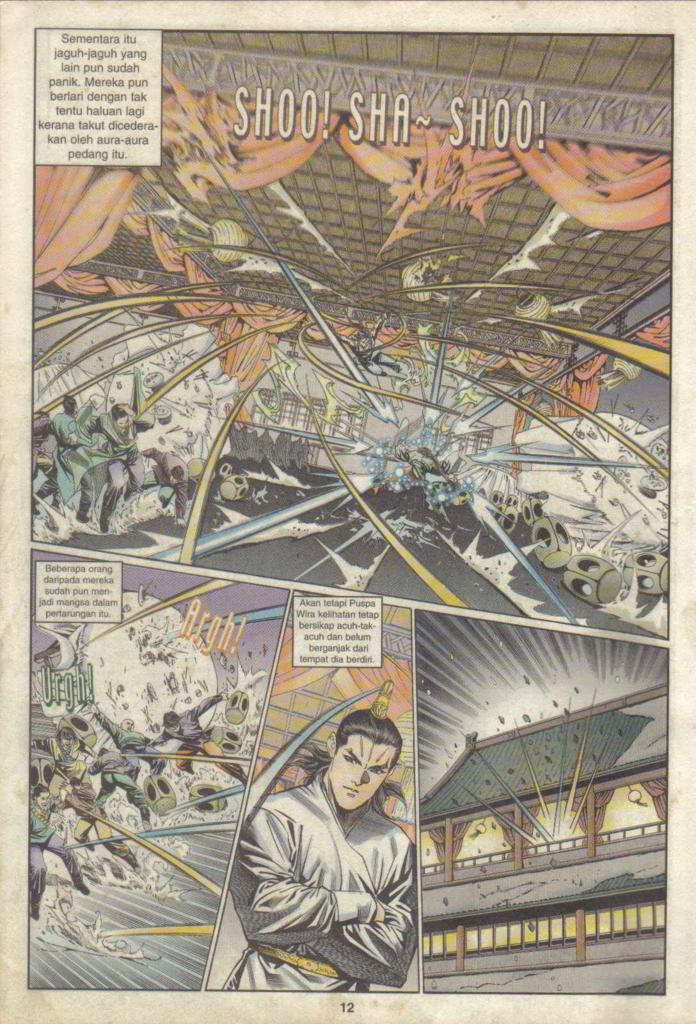 Sementara itu
jaguh-jaguh yang
lain pun sudah
panik. Mereka pun
berlari dengan tak
tentu haluan lagi
kerana takut dicedera-
kan oleh aura-aura
pedang itu.
SHOO! SHA~ SHOO!
Beberapa orang
daripada mereka
sudah pun men-
jadi mangsa dalam
pertarungan itu.
Argh!
Urgh!
Akan tetapi Puspa
Wira kelihatan tetap
bersikap acuh-tak-
acuh dan belum
berganjak dari
tempat dia berdiri.
12